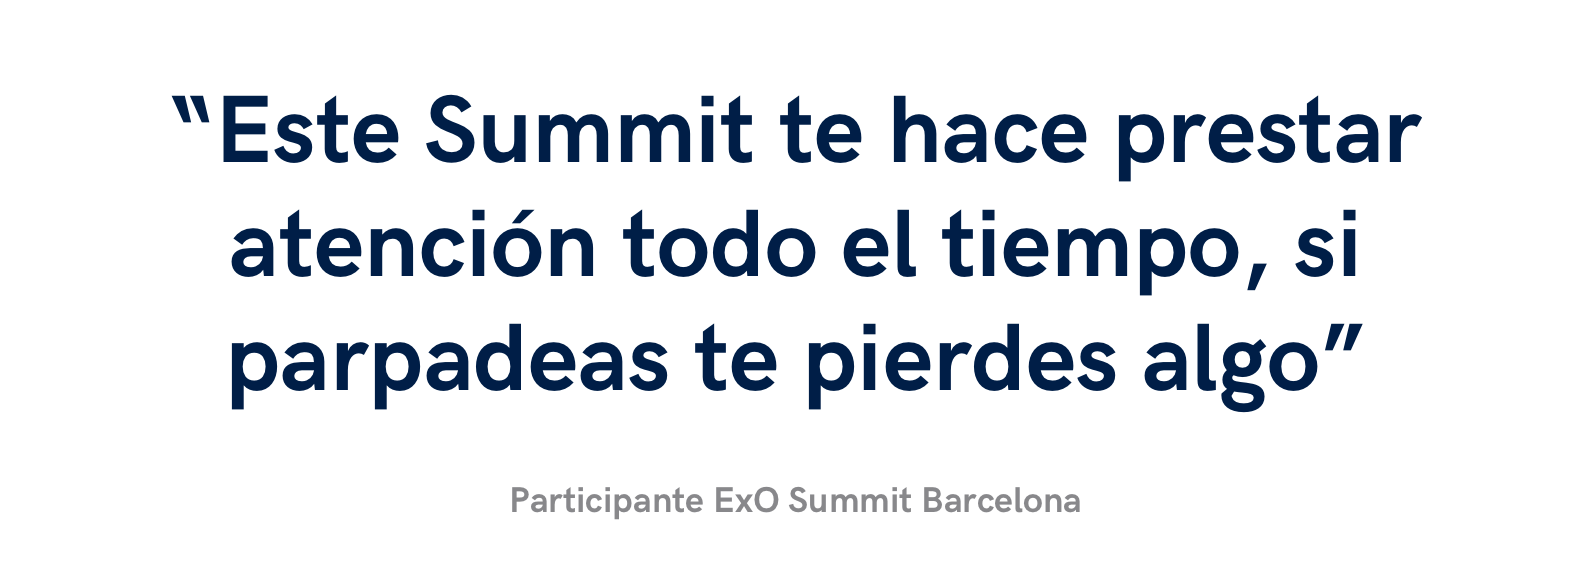 “Este Summit te hace prestar
atención todo el tiempo, si
parpadeas te pierdes algo”
Participante ExO Summit Barcelona